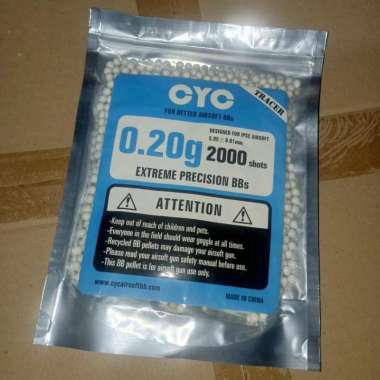 CYC
TRACER
FOR BETTER AIRSOFT BBs
0.20g 2000 shots
DESIGNED FOR IPSC AIRSOFT
5.95 ± 0.01mm
EXTREME PRECISION BBs
ATTENTION
-Keep out of reach of children and pets.
-Everyone in the field should wear goggle at all times.
-Recycled BB pellets may damage your airsoft gun.
-Please read your airsoft gun safety manual before use.
-This BB pellet is for airsoft gun use only.
www.cycairsoftbb.com
MADE IN CHINA